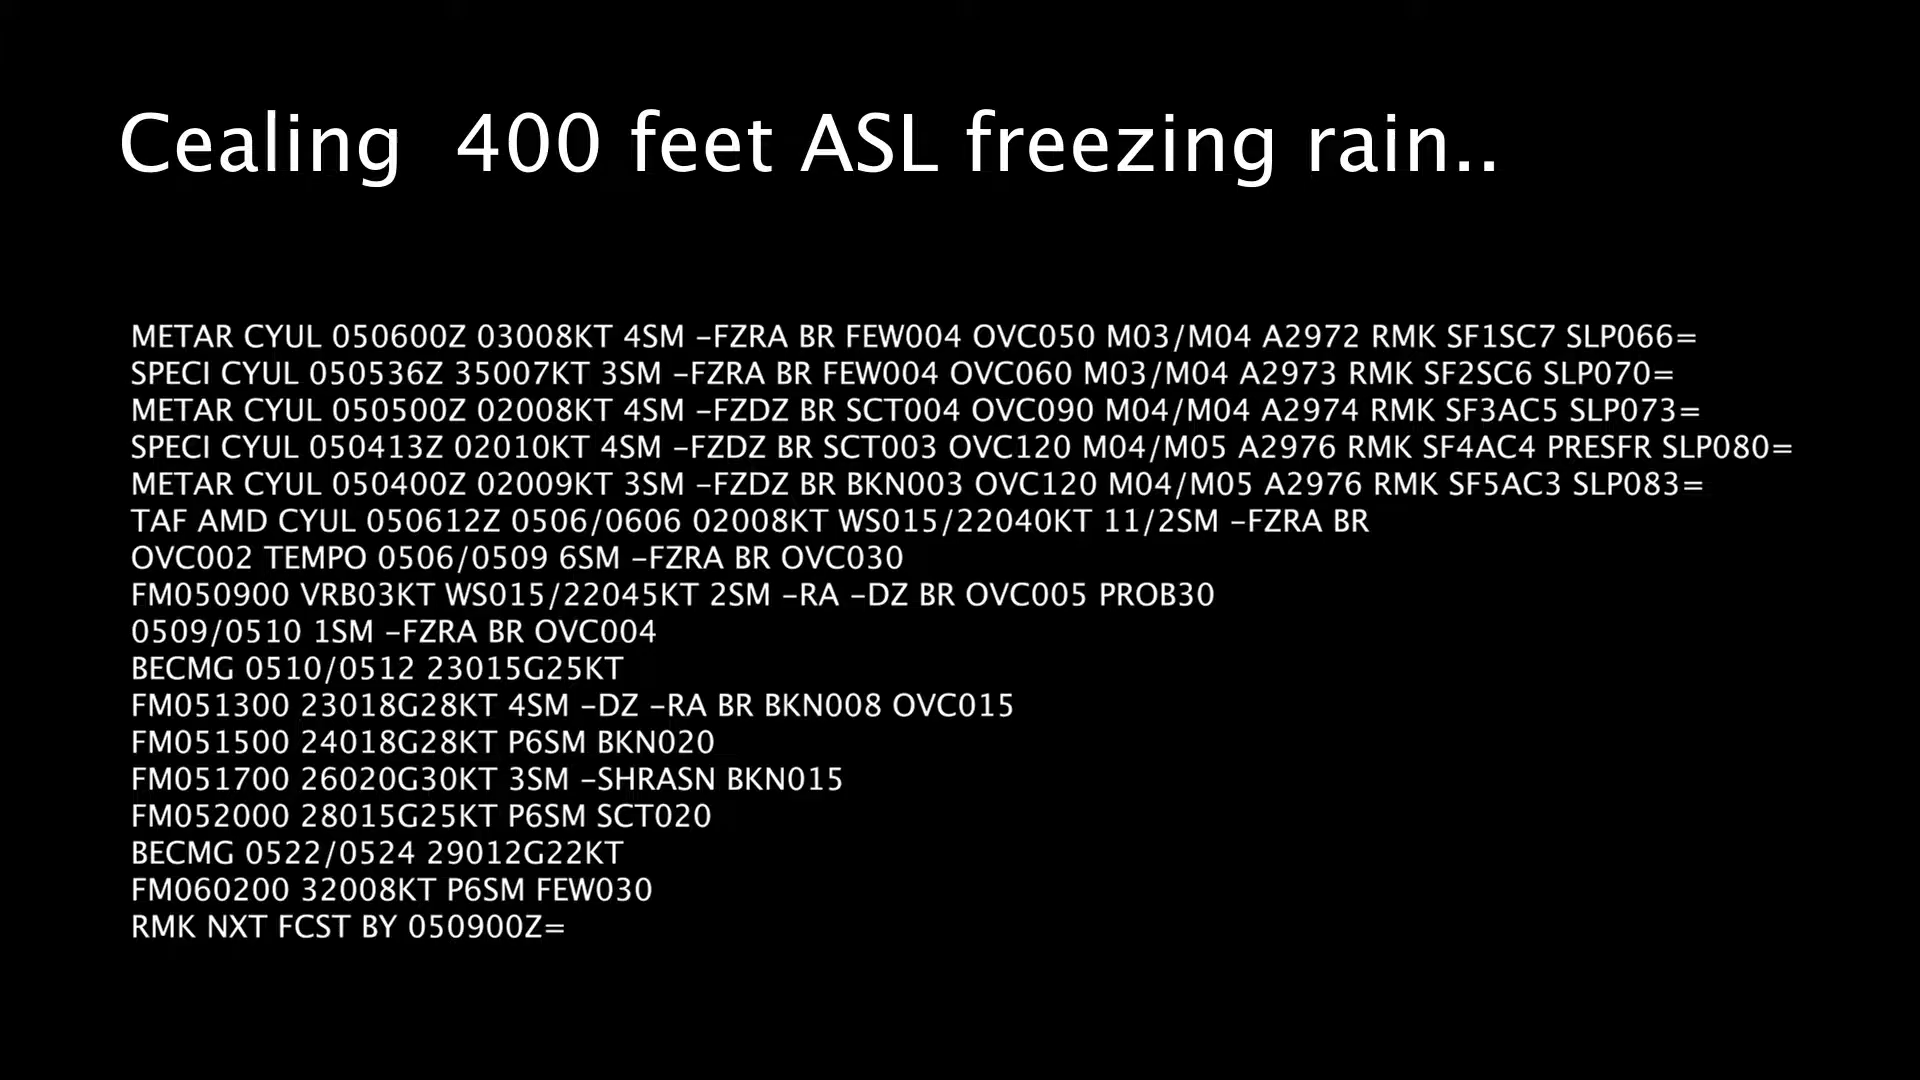 Cealing  400 feet ASL freezing rain..
METAR CYUL 050600Z 03008KT 4SM -FZRA BR FEW004 OVC050 M03/M04 A2972 RMK SF1SC7 SLP066=
SPECI CYUL 050536Z 35007KT 3SM -FZRA BR FEW004 OVC060 M03/M04 A2973 RMK SF2SC6 SLP070=
METAR CYUL 050500Z 02008KT 4SM -FZDZ BR SCT004 OVC090 M04/M04 A2974 RMK SF3AC5 SLP073=
SPECI CYUL 050413Z 02010KT 4SM -FZDZ BR SCT003 OVC120 M04/M05 A2976 RMK SF4AC4 PRESFR SLP080=
METAR CYUL 050400Z 02009KT 3SM -FZDZ BR BKN003 OVC120 M04/M05 A2976 RMK SF5AC3 SLP083=
TAF AMD CYUL 050612Z 0506/0606 02008KT WS015/22040KT 11/2SM -FZRA BR
OVC002 TEMPO 0506/0509 6SM -FZRA BR OVC030
FM050900 VRB03KT WS015/22045KT 2SM -RA -DZ BR OVC005 PROB30
0509/0510 1SM -FZRA BR OVC004
BECMG 0510/0512 23015G25KT
FM051300 23018G28KT 4SM -DZ -RA BR BKN008 OVC015
FM051500 24018G28KT P6SM BKN020
FM051700 26020G30KT 3SM -SHRASN BKN015
FM052000 28015G25KT P6SM SCT020
BECMG 0522/0524 29012G22KT
FM060200 32008KT P6SM FEW030
RMK NXT FCST BY 050900Z=